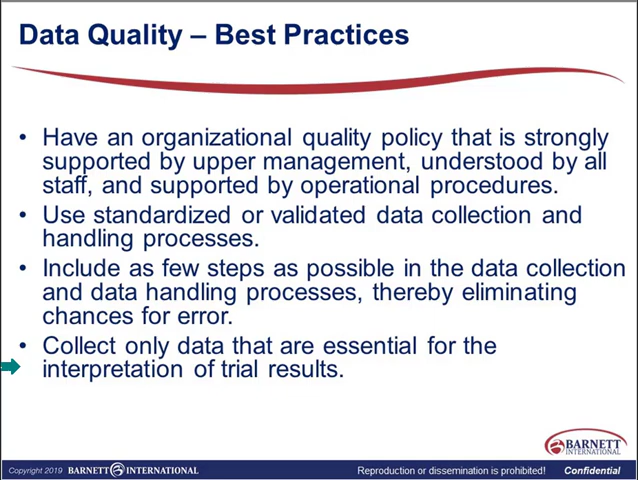 Data Quality – Best Practices
• Have an organizational quality policy that is strongly
supported by upper management, understood by all
staff, and supported by operational procedures.
• Use standardized or validated data collection and
handling processes.
• Include as few steps as possible in the data collection
and data handling processes, thereby eliminating
chances for error.
• Collect only data that are essential for the
interpretation of trial results.
BARNETT
INTERNATIONAL
Copyright 2019 BARNETT INTERNATIONAL Reproduction or dissemination is prohibited! Confidential